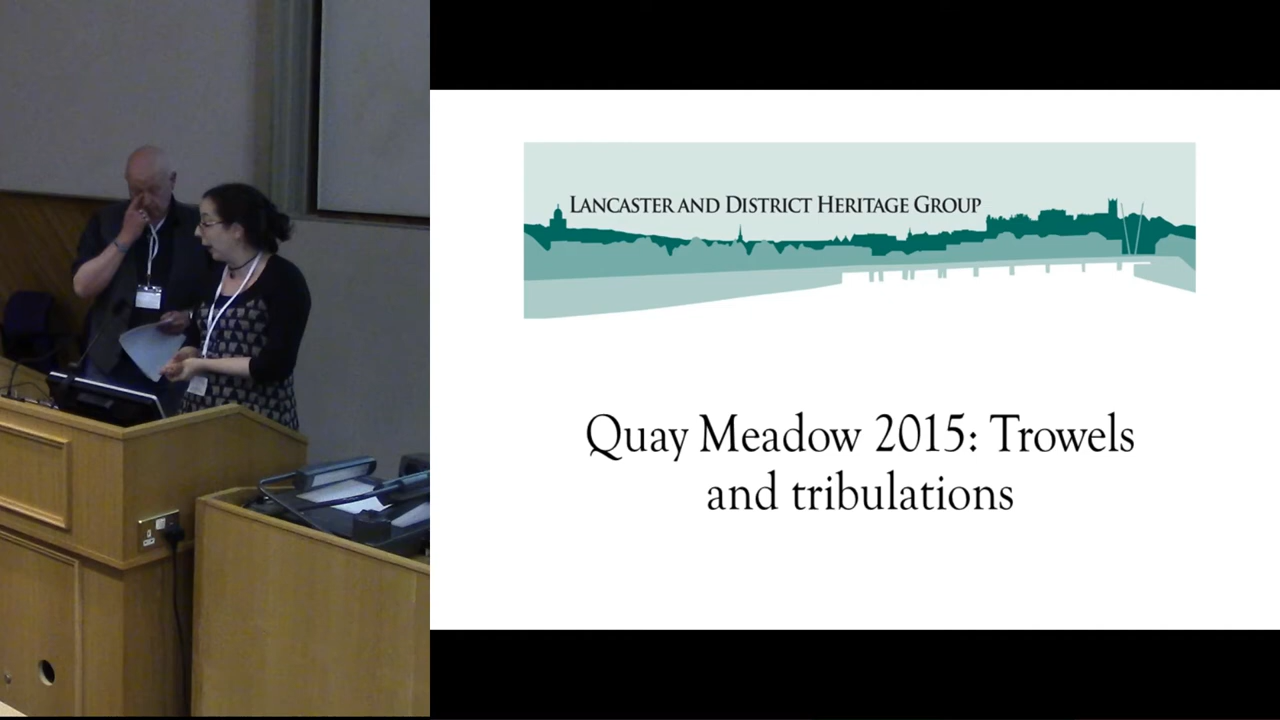 LANCASTER AND DISTRICT HERITAGE GROUP
Quay Meadow 2015: Trowels
and tribulations